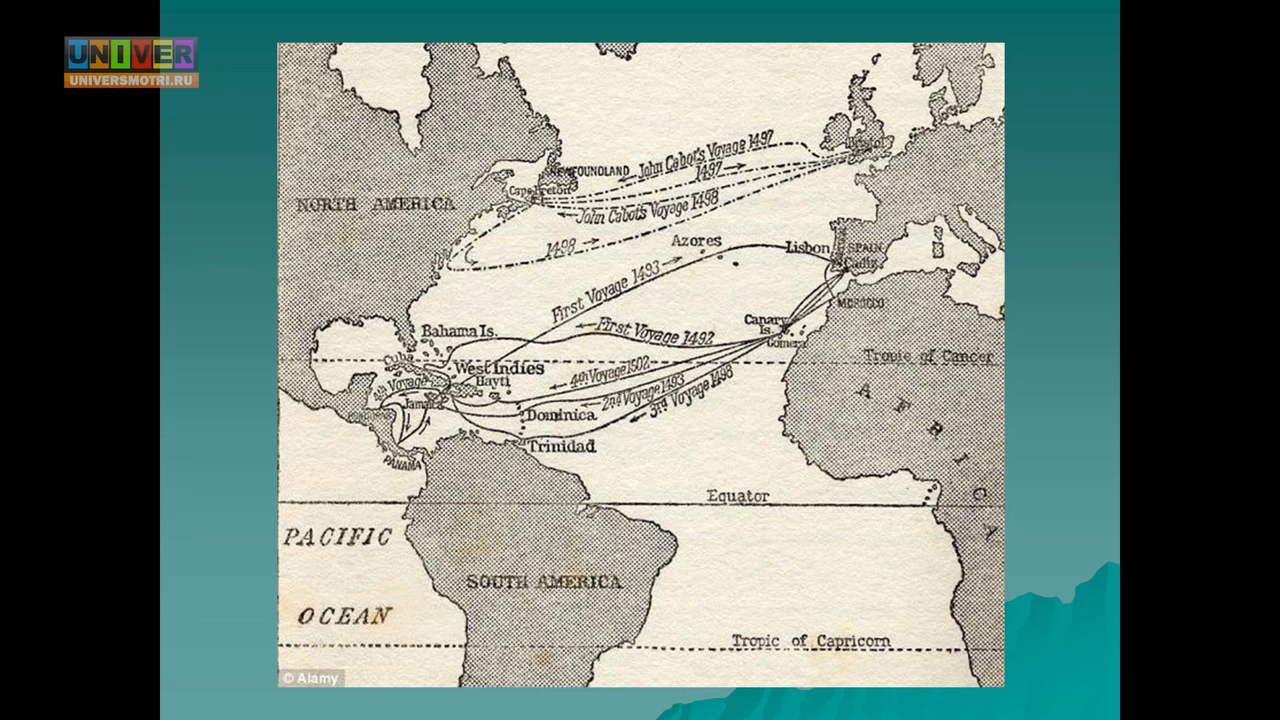 UNIVER
UNIVERSMOTRI.RU
John Cabot's Voyage 1497
Bristol
NEWFOUNDLAND
1497
Cape Breton
NORTH AMERICA
John Cabot's Voyage 1498
1498
Azores
Lisbon
SPAIN
Cadiz
First Voyage 1493
MOROCCO
Canary
Is.
Gomera
Bahama Is.
First Voyage 1492
Cuba
Tropic of Cancer
West Indies
Hayti
4th Voyage 1502
4th Voyage
2nd Voyage 1493
3rd Voyage 1498
Jamaica
HONDURAS
Dominica
AFRICA
Trinidad
PANAMA
Equator
PACIFIC
OCEAN
SOUTH AMERICA
Tropic of Capricorn
© Alamy